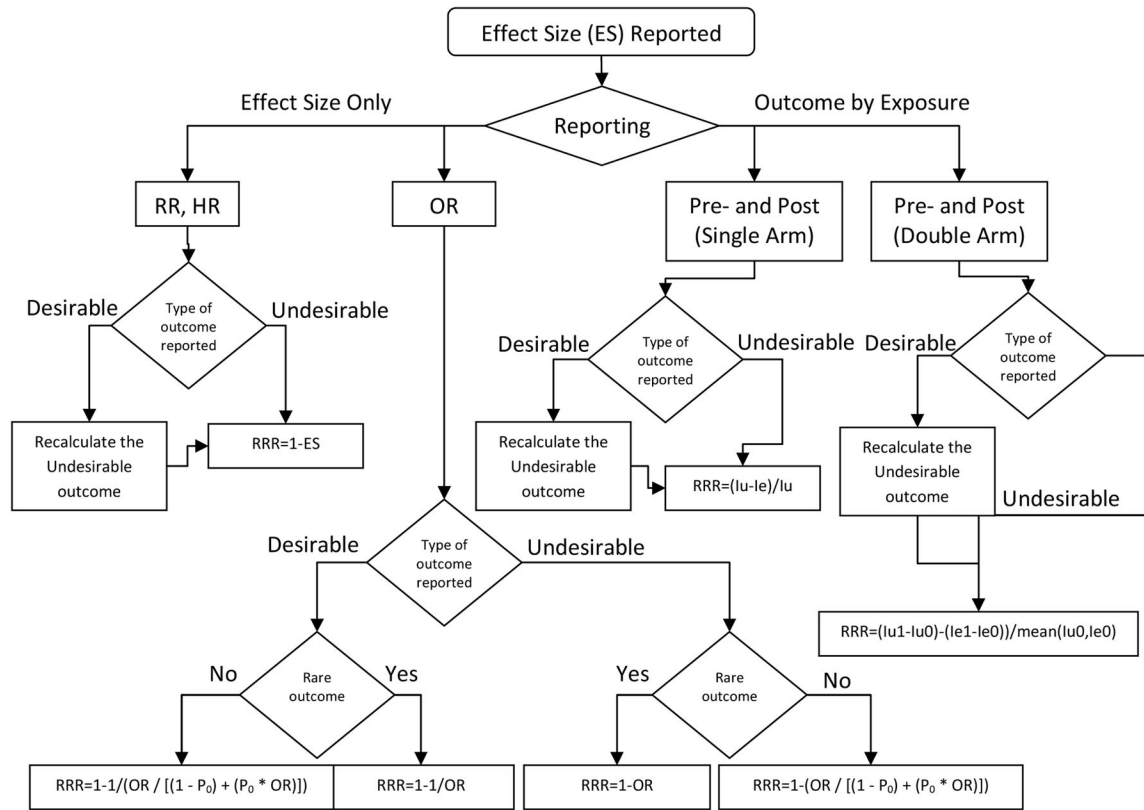 Effect Size (ES) Reported
Effect Size Only
Outcome by Exposure
Reporting
RR, HR
OR
Pre- and Post
(Single Arm)
Pre- and Post
(Double Arm)
Desirable
Type of
outcome
reported
Undesirable
Desirable
Type of
outcome
reported
Undesirable
Desirable
Type of
outcome
reported
Recalculate the
Undesirable
outcome
RRR=1-ES
Recalculate the
Undesirable
outcome
RRR=(Iu-Ie)/Iu
Recalculate the
Undesirable
outcome
Undesirable
Desirable
Type of
outcome
reported
Undesirable
RRR=(Iu1-Iu0)-(Ie1-Ie0))/mean(Iu0,Ie0)
No
Rare
outcome
Yes
Yes
Rare
outcome
No
RRR=1-1/(OR / [(1 - P₀) + (P₀ * OR)])
RRR=1-1/OR
RRR=1-OR
RRR=1-(OR / [(1 - P₀) + (P₀ * OR)])